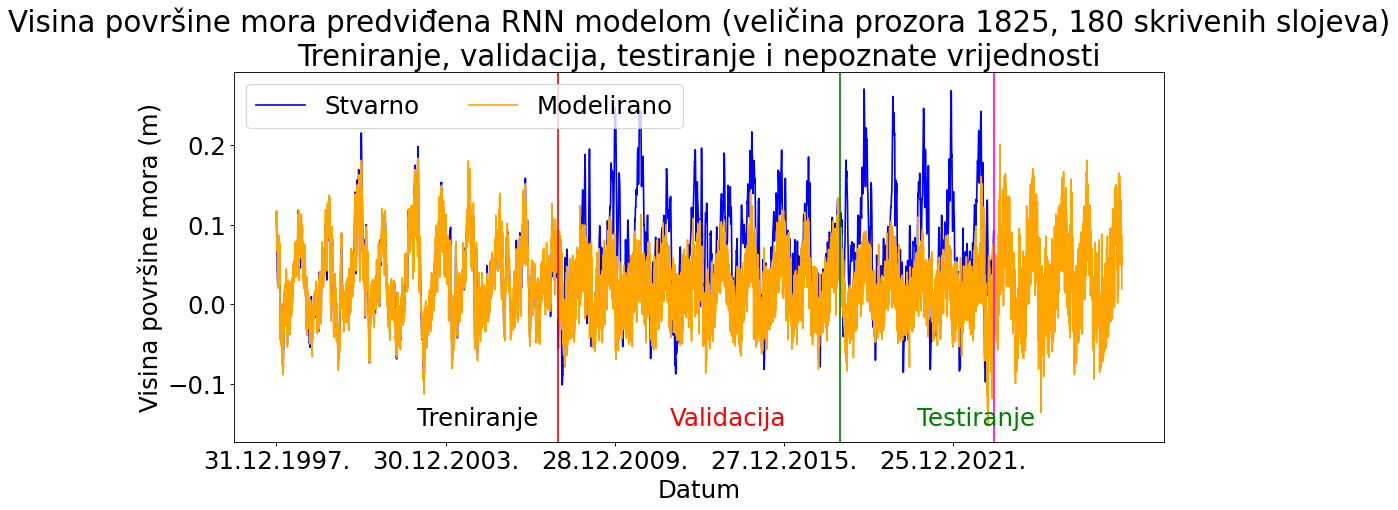 Visina površine mora predviđena RNN modelom (veličina prozora 1825, 180 skrivenih slojeva)
Treniranje, validacija, testiranje i nepoznate vrijednosti
Stvarno Modelirano
Visina površine mora (m)
0.2
0.1
0.0
−0.1
Treniranje Validacija Testiranje
31.12.1997. 30.12.2003. 28.12.2009. 27.12.2015. 25.12.2021.
Datum